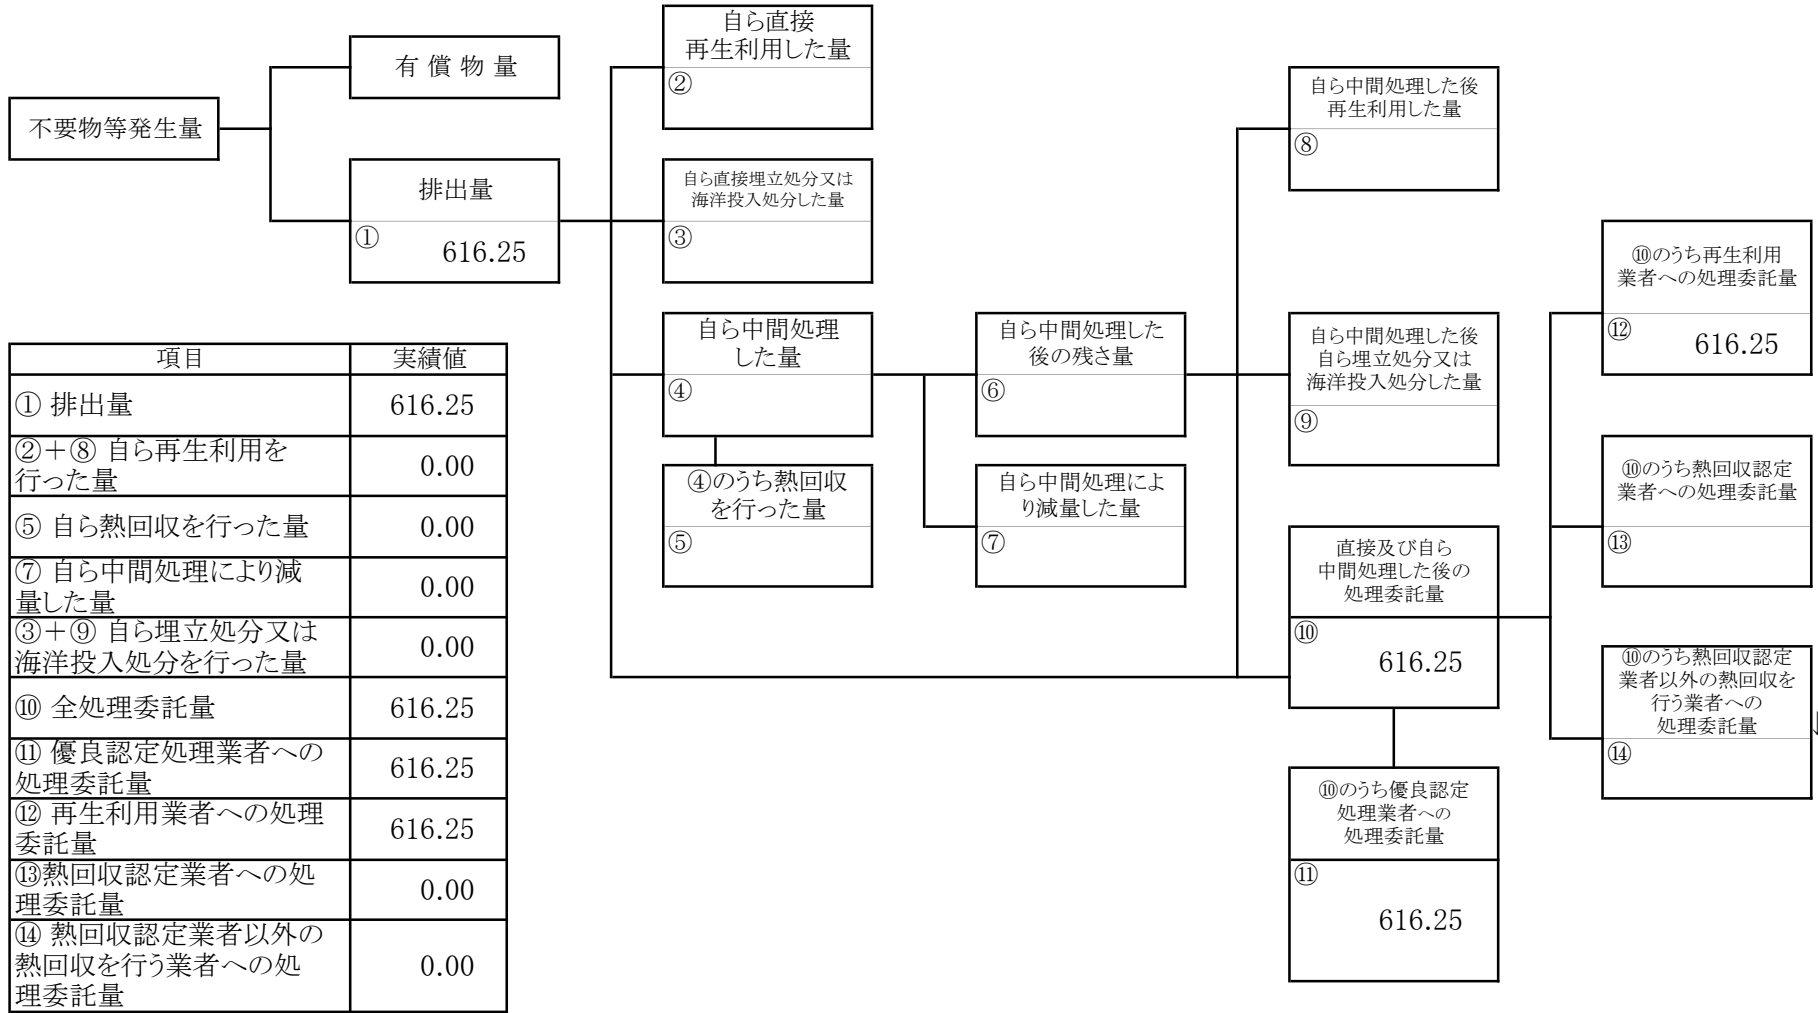 自ら直接
再生利用した量
②
有 償 物 量
不要物等発生量
排出量
①
616.25
自ら直接埋立処分又は
海洋投入処分した量
③
自ら中間処理した後
再生利用した量
⑧
⑩のうち再生利用
業者への処理委託量
⑫
616.25
自ら中間処理
した量
④
自ら中間処理した
後の残さ量
⑥
自ら中間処理した後
自ら埋立処分又は
海洋投入処分した量
⑨
④のうち熱回収
を行った量
⑤
自ら中間処理によ
り減量した量
⑦
⑩のうち熱回収認定
業者への処理委託量
⑬
直接及び自ら
中間処理した後の
処理委託量
⑩
616.25
⑩のうち熱回収認定
業者以外の熱回収を
行う業者への
処理委託量
⑭
⑩のうち優良認定
処理業者への
処理委託量
⑪
616.25
項目 実績値
① 排出量 616.25
②＋⑧ 自ら再生利用を
行った量 0.00
⑤ 自ら熱回収を行った量 0.00
⑦ 自ら中間処理により減
量した量 0.00
③＋⑨ 自ら埋立処分又は
海洋投入処分を行った量 0.00
⑩ 全処理委託量 616.25
⑪ 優良認定処理業者への
処理委託量 616.25
⑫ 再生利用業者への処理
委託量 616.25
⑬熱回収認定業者への処
理委託量 0.00
⑭ 熱回収認定業者以外の
熱回収を行う業者への処
理委託量 0.00